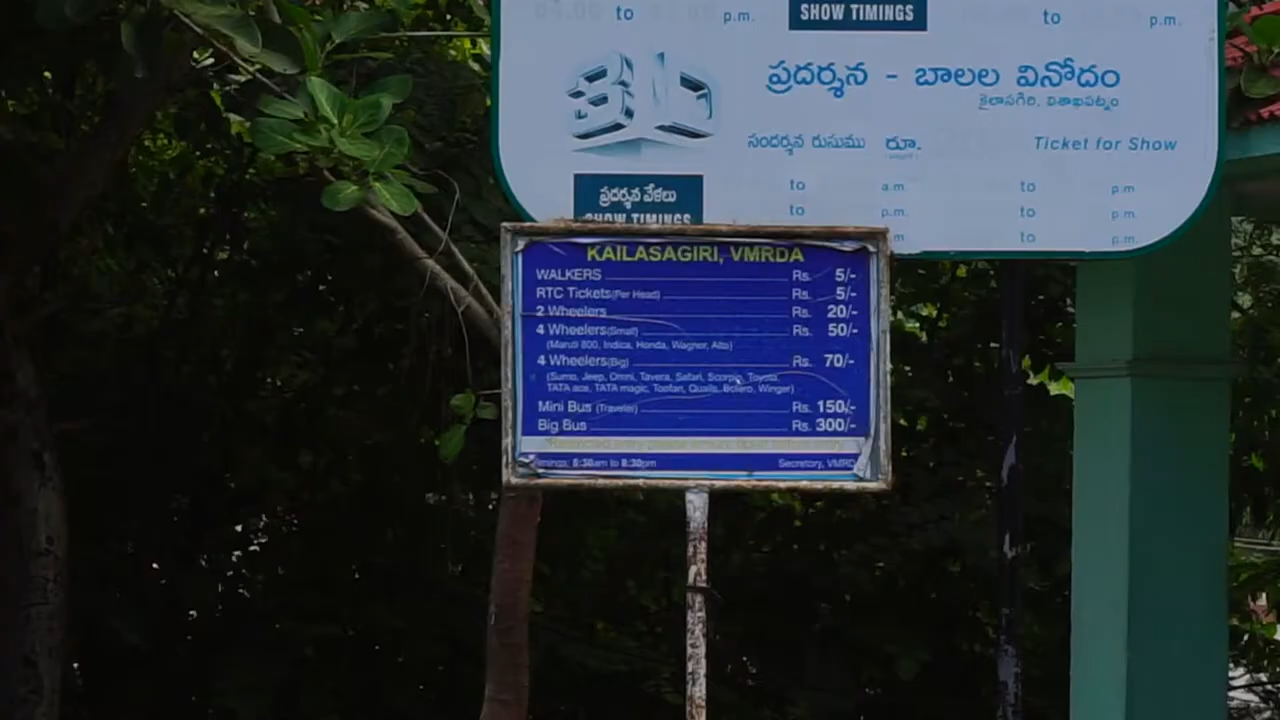 to p.m. SHOW TIMINGS to p.m.
3D ప్రదర్శన - బాలల వినోదం
కైలాసగిరి, విశాఖపట్నం
సందర్శన రుసుము రూ. Ticket for Show
ప్రదర్శన వేళలు to a.m. to p.m
SHOW TIMINGS to p.m. to p.m.
m to p.m.
KAILASAGIRI, VMRDA
WALKERS Rs. 5/-
RTC Tickets(Per Head) Rs. 5/-
2 Wheelers Rs. 20/-
4 Wheelers(Small) Rs. 50/-
(Maruti 800, Indica, Honda, Wagner, Alto)
4 Wheelers(Big) Rs. 70/-
(Sumo, Jeep, Omni, Tavera, Safari, Scorpio, Toyota,
TATA ace, TATA magic, Toofan, Qualis, Bolero, Winger)
Mini Bus (Traveler) Rs. 150/-
Big Bus Rs. 300/-
Timings: 5:30am to 8:30pm Secretary, VMRDA